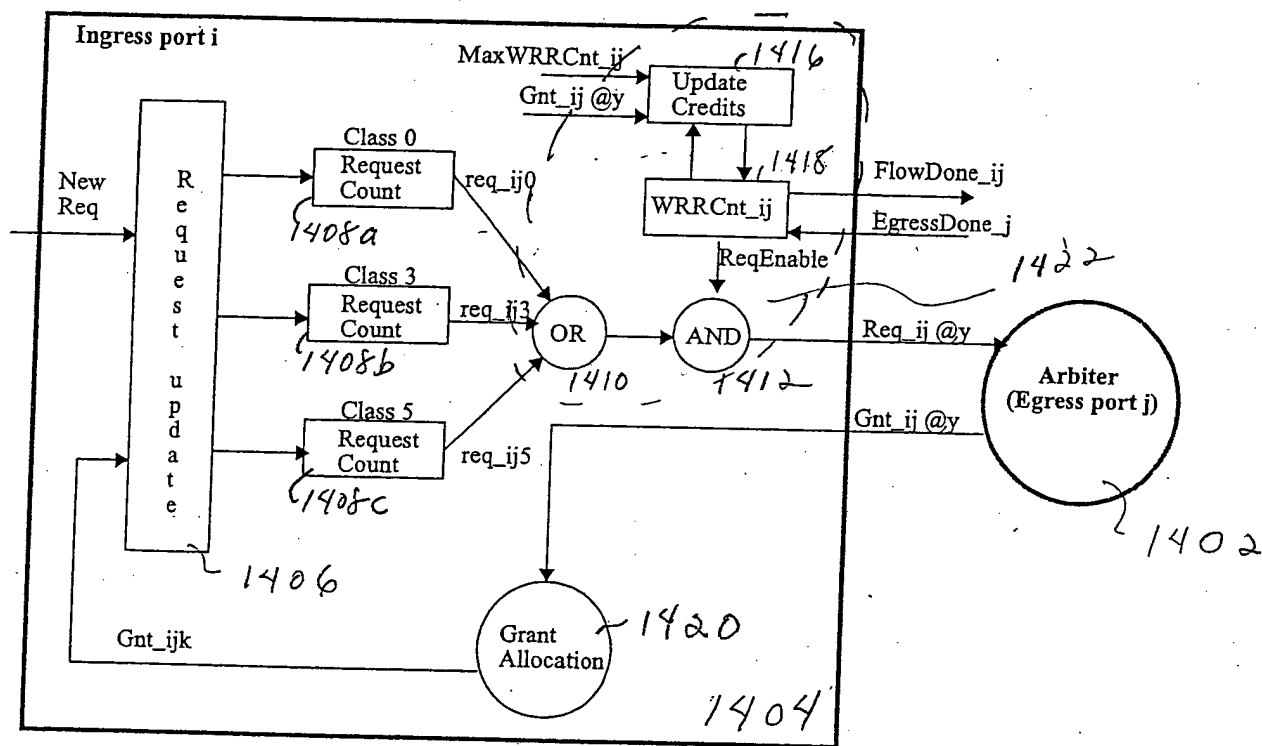 Ingress port i
MaxWRRCnt_ij
1416
Update
Credits
Gnt_ij @y
Class 0
Request
Count
req_ij0
1408a
New
Req
Request update
1418
WRRCnt_ij
FlowDone_ij
EgressDone_j
ReqEnable
1422
Class 3
Request
Count
req_ij3
1408b
OR
1410
AND
1412
Req_ij @y
Arbiter
(Egress port j)
Class 5
Request
Count
req_ij5
1408c
Gnt_ij @y
1402
1406
Grant
Allocation
1420
Gnt_ijk
1404